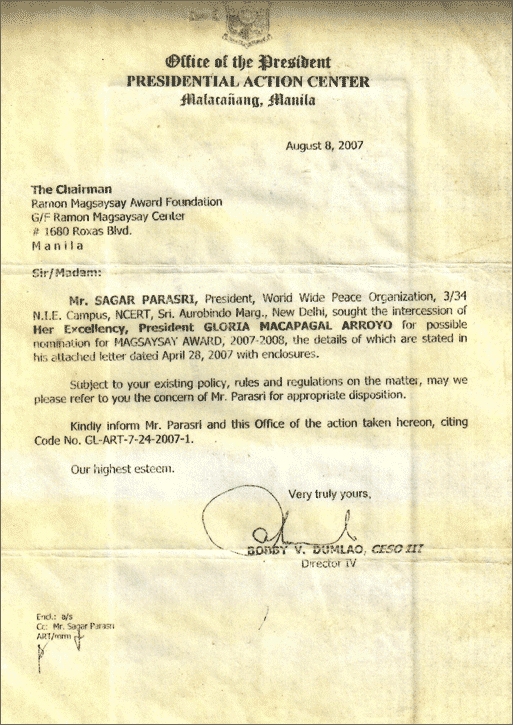 Office of the President
PRESIDENTIAL ACTION CENTER
Malacañang, Manila
August 8, 2007
The Chairman
Ramon Magsaysay Award Foundation
G/F Ramon Magsaysay Center
# 1680 Roxas Blvd.
M a n i l a
Sir/Madam:
Mr. SAGAR PARASRI, President, World Wide Peace Organization, 3/34
N.I.E. Campus, NCERT, Sri. Aurobindo Marg., New Delhi, sought the intercession of
Her Excellency, President GLORIA MACAPAGAL ARROYO for possible
nomination for MAGSAYSAY AWARD, 2007-2008, the details of which are stated in
his attached letter dated April 28, 2007 with enclosures.
Subject to your existing policy, rules and regulations on the matter, may we
please refer to you the concern of Mr. Parasri for appropriate disposition.
Kindly inform Mr. Parasri and this Office of the action taken hereon, citing
Code No. GL-ART-7-24-2007-1.
Our highest esteem.
Very truly yours,
BOBBY V. DUMLAO, CESO III
Director IV
Encl.: a/s
Cc: Mr. Sagar Parasri
ART/mrm